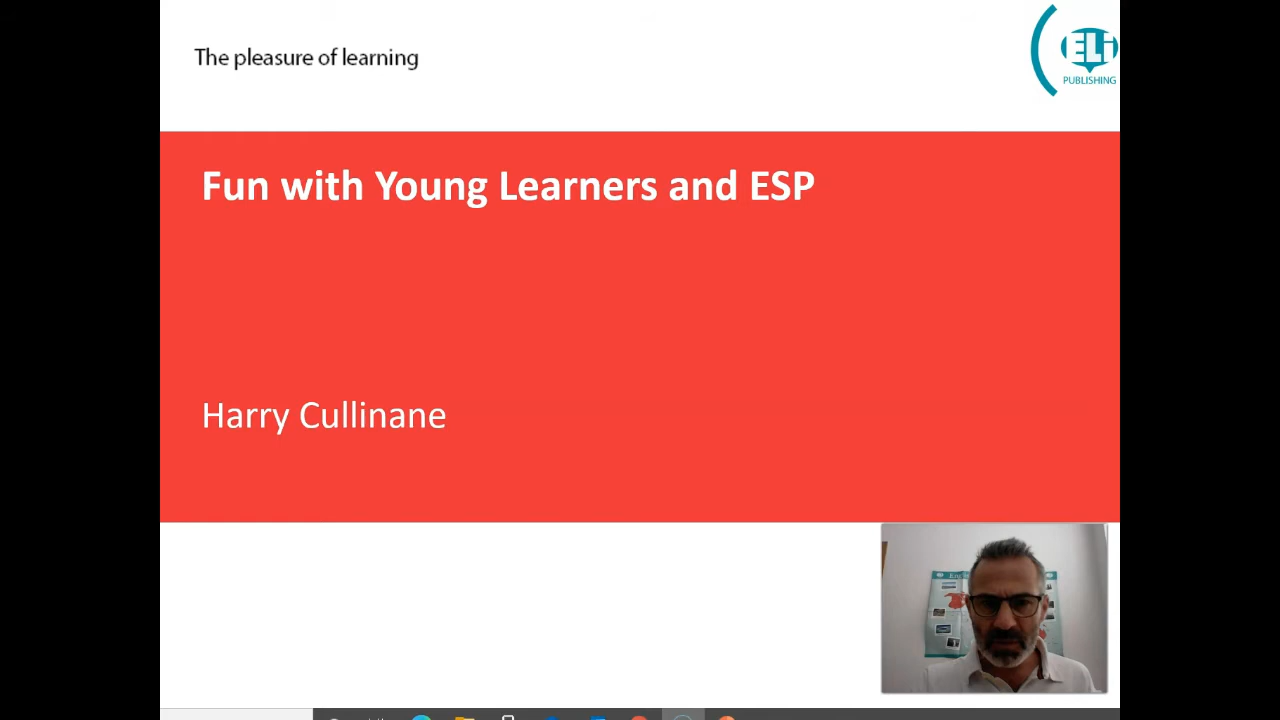 The pleasure of learning
ELi
PUBLISHING
Fun with Young Learners and ESP
Harry Cullinane